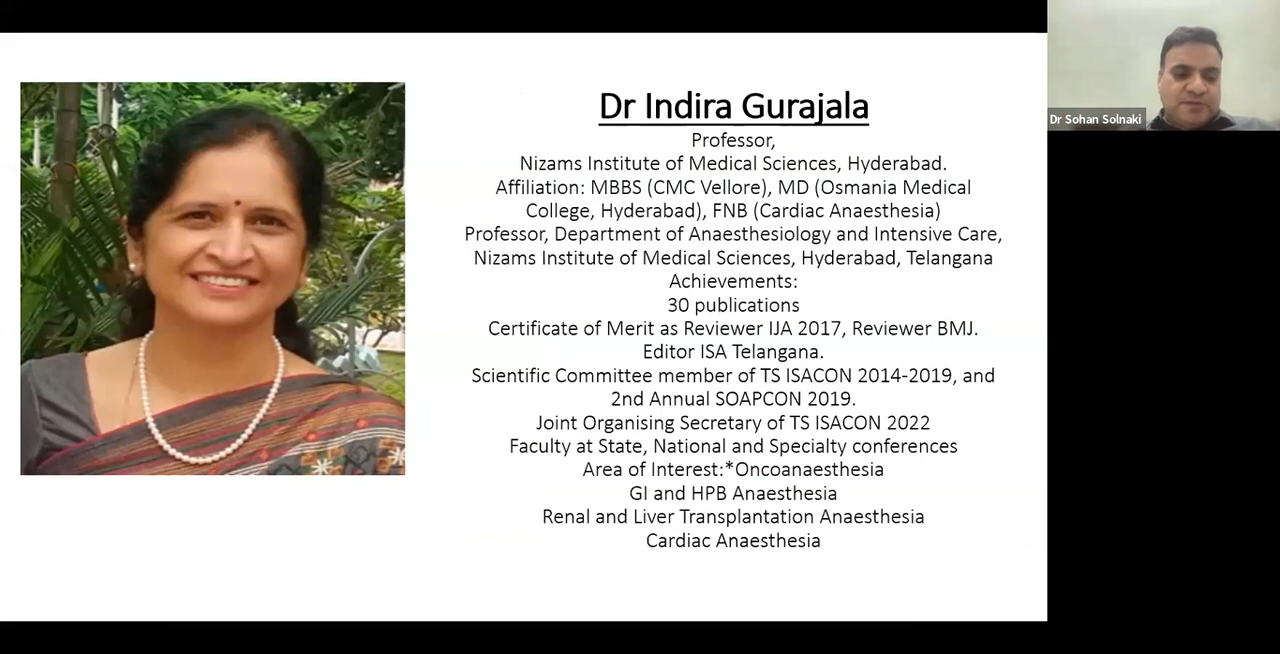 Dr Indira Gurajala
Professor,
Nizams Institute of Medical Sciences, Hyderabad.
Affiliation: MBBS (CMC Vellore), MD (Osmania Medical
College, Hyderabad), FNB (Cardiac Anaesthesia)
Professor, Department of Anaesthesiology and Intensive Care,
Nizams Institute of Medical Sciences, Hyderabad, Telangana
Achievements:
30 publications
Certificate of Merit as Reviewer IJA 2017, Reviewer BMJ.
Editor ISA Telangana.
Scientific Committee member of TS ISACON 2014-2019, and
2nd Annual SOAPCON 2019.
Joint Organising Secretary of TS ISACON 2022
Faculty at State, National and Specialty conferences
Area of Interest:*Oncoanaesthesia
GI and HPB Anaesthesia
Renal and Liver Transplantation Anaesthesia
Cardiac Anaesthesia
Dr Sohan Solnaki